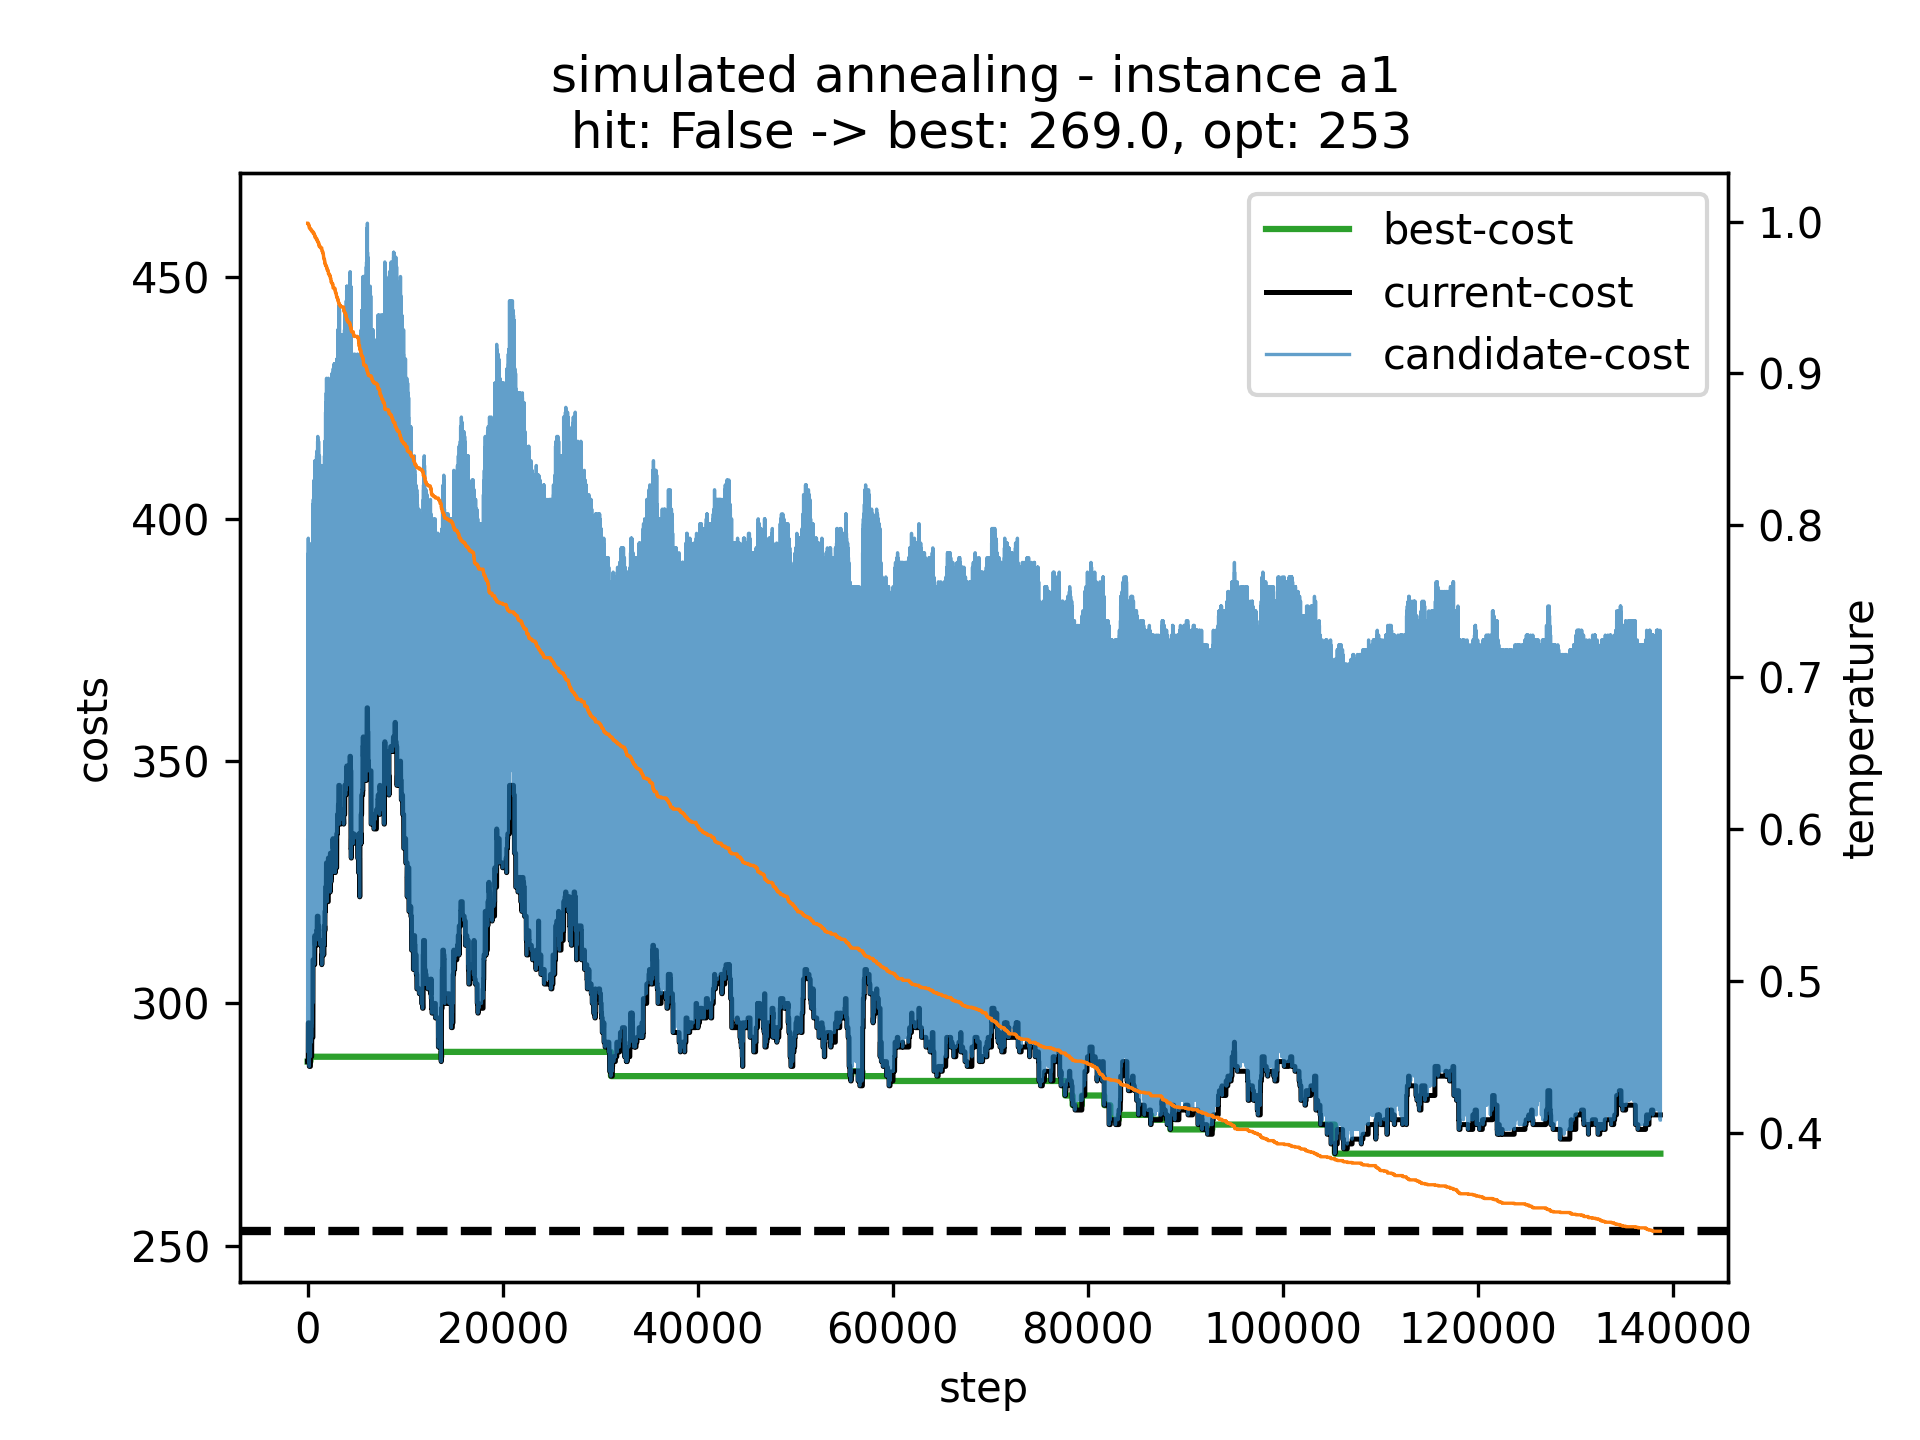 simulated annealing - instance a1
hit: False -> best: 269.0, opt: 253
best-cost
current-cost
candidate-cost
costs
450
400
350
300
250
1.0
0.9
0.8
0.7
0.6
0.5
0.4
temperature
0
20000
40000
60000
80000
100000
120000
140000
step